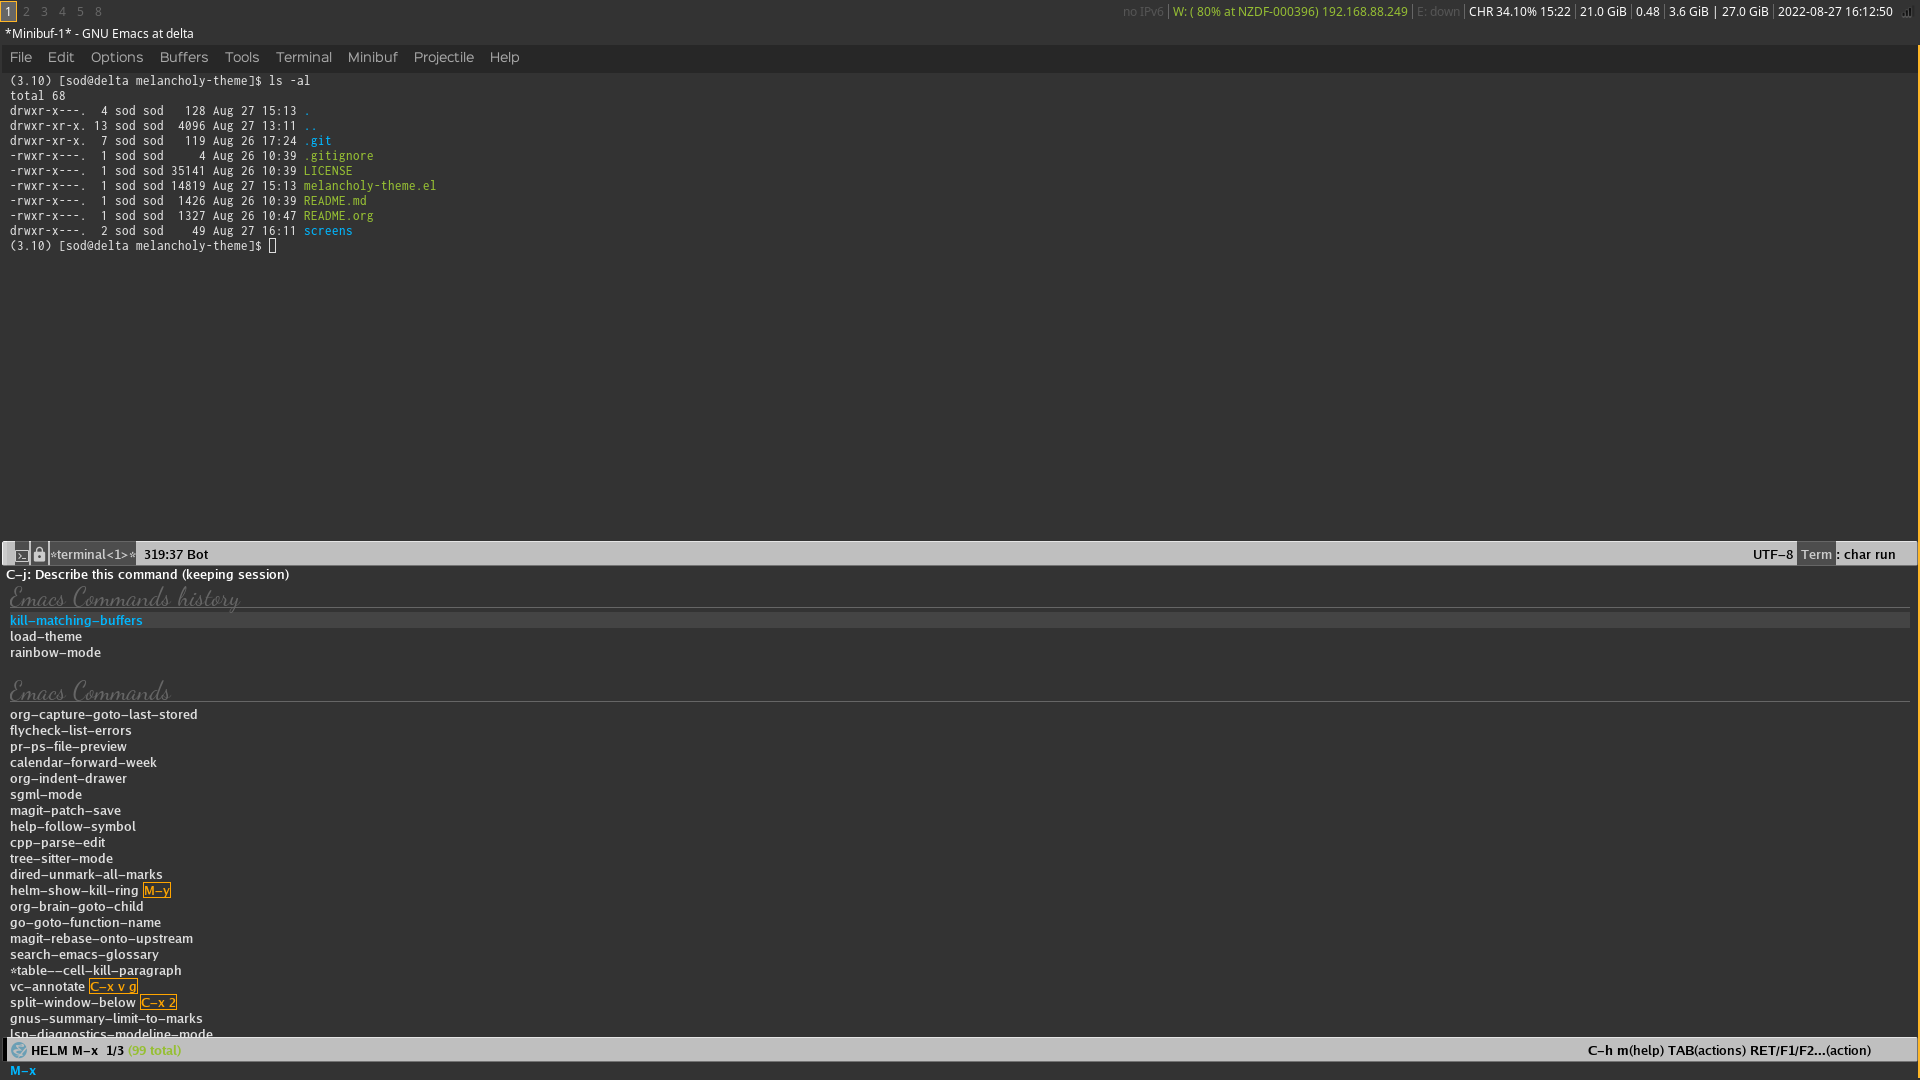 1 2 3 4 5 8 no IPv6 W: ( 80% at NZDF-000396) 192.168.88.249 E: down CHR 34.10% 15:22 21.0 GiB 0.48 3.6 GiB | 27.0 GiB 2022-08-27 16:12:50
*Minibuf-1* - GNU Emacs at delta
File Edit Options Buffers Tools Terminal Minibuf Projectile Help
(3.10) [sod@delta melancholy-theme]$ ls -al
total 68
drwxr-x---.  4 sod sod   128 Aug 27 15:13 .
drwxr-xr-x. 13 sod sod  4096 Aug 27 13:11 ..
drwxr-xr-x.  7 sod sod   119 Aug 26 17:24 .git
-rwxr-x---.  1 sod sod     4 Aug 26 10:39 .gitignore
-rwxr-x---.  1 sod sod 35141 Aug 26 10:39 LICENSE
-rwxr-x---.  1 sod sod 14819 Aug 27 15:13 melancholy-theme.el
-rwxr-x---.  1 sod sod  1426 Aug 26 10:39 README.md
-rwxr-x---.  1 sod sod  1327 Aug 26 10:47 README.org
drwxr-x---.  2 sod sod    49 Aug 27 16:11 screens
(3.10) [sod@delta melancholy-theme]$
*terminal<1>* 319:37 Bot UTF-8 Term : char run
C-j: Describe this command (keeping session)
Emacs Commands history
kill-matching-buffers
load-theme
rainbow-mode
Emacs Commands
org-capture-goto-last-stored
flycheck-list-errors
pr-ps-file-preview
calendar-forward-week
org-indent-drawer
sgml-mode
magit-patch-save
help-follow-symbol
cpp-parse-edit
tree-sitter-mode
dired-unmark-all-marks
helm-show-kill-ring M-y
org-brain-goto-child
go-goto-function-name
magit-rebase-onto-upstream
search-emacs-glossary
*table--cell-kill-paragraph
vc-annotate C-x v g
split-window-below C-x 2
gnus-summary-limit-to-marks
lsp-diagnostics-modeline-mode
HELM M-x 1/3 (99 total) C-h m(help) TAB(actions) RET/F1/F2...(action)
M-x